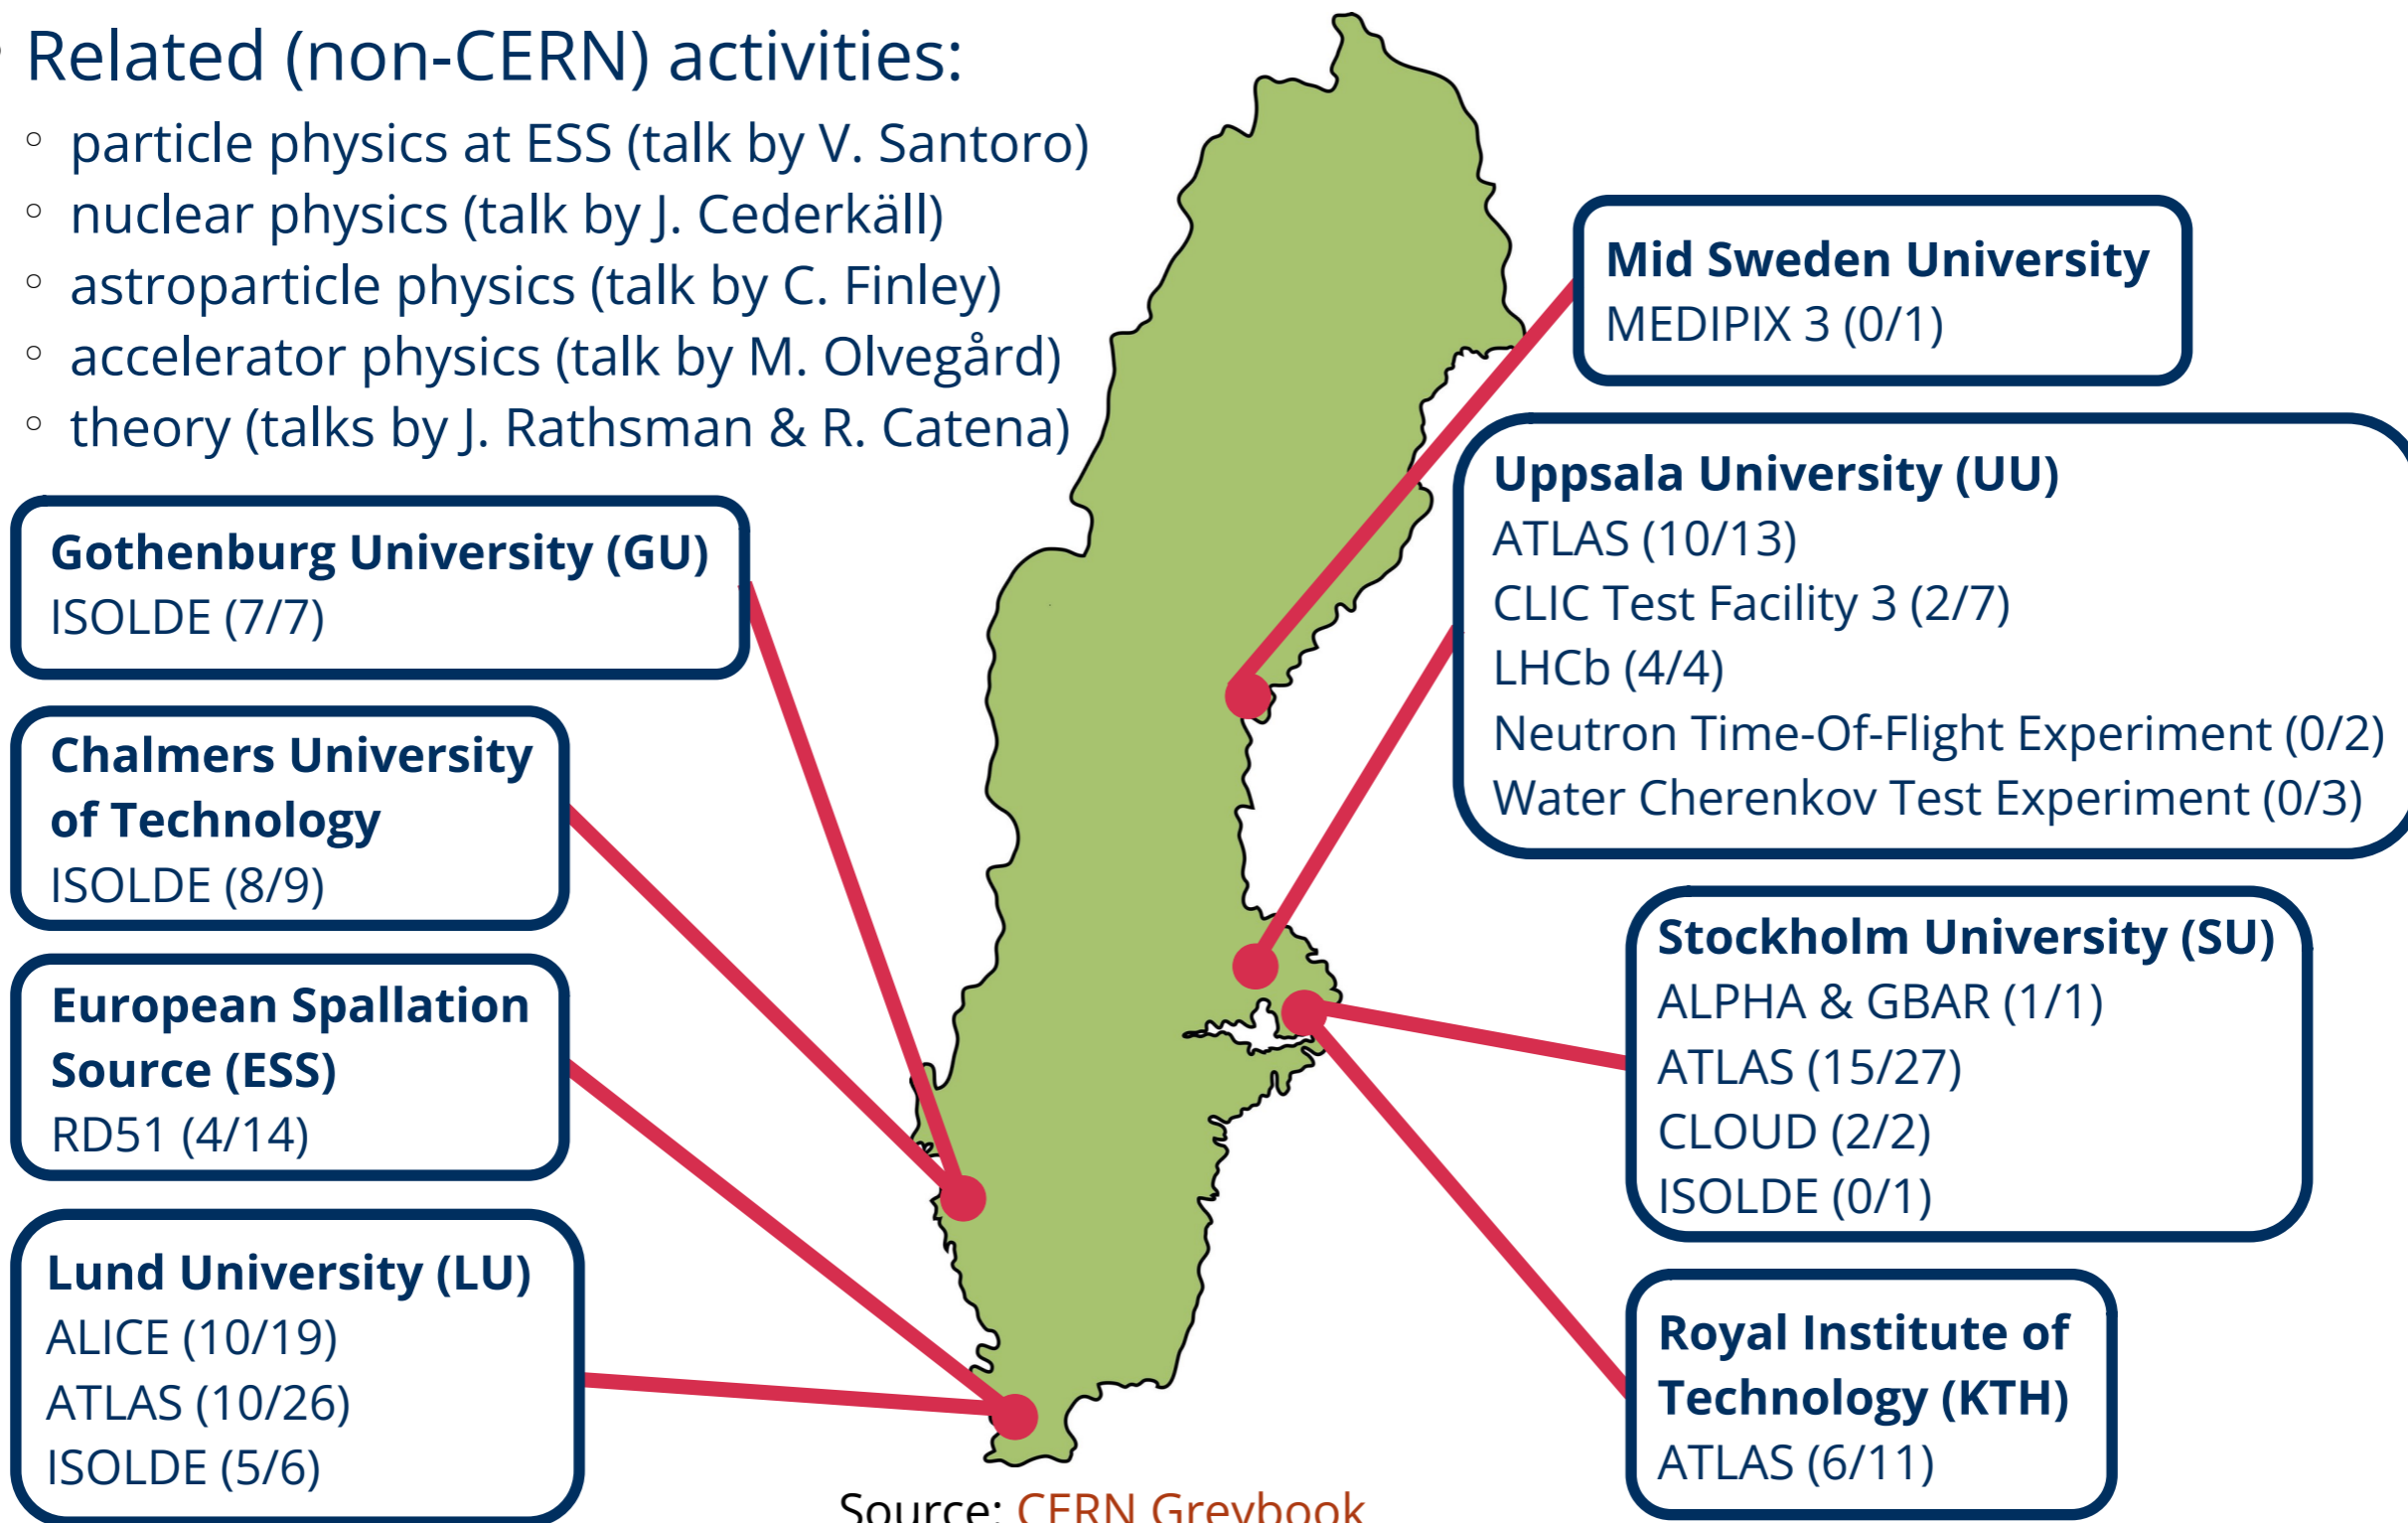 Related (non-CERN) activities:
◦ particle physics at ESS (talk by V. Santoro)
◦ nuclear physics (talk by J. Cederkäll)
◦ astroparticle physics (talk by C. Finley)
◦ accelerator physics (talk by M. Olvegård)
◦ theory (talks by J. Rathsman & R. Catena)
Gothenburg University (GU)
ISOLDE (7/7)
Chalmers University
of Technology
ISOLDE (8/9)
European Spallation
Source (ESS)
RD51 (4/14)
Lund University (LU)
ALICE (10/19)
ATLAS (10/26)
ISOLDE (5/6)
Mid Sweden University
MEDIPIX 3 (0/1)
Uppsala University (UU)
ATLAS (10/13)
CLIC Test Facility 3 (2/7)
LHCb (4/4)
Neutron Time-Of-Flight Experiment (0/2)
Water Cherenkov Test Experiment (0/3)
Stockholm University (SU)
ALPHA & GBAR (1/1)
ATLAS (15/27)
CLOUD (2/2)
ISOLDE (0/1)
Royal Institute of
Technology (KTH)
ATLAS (6/11)
Source: CERN Greybook